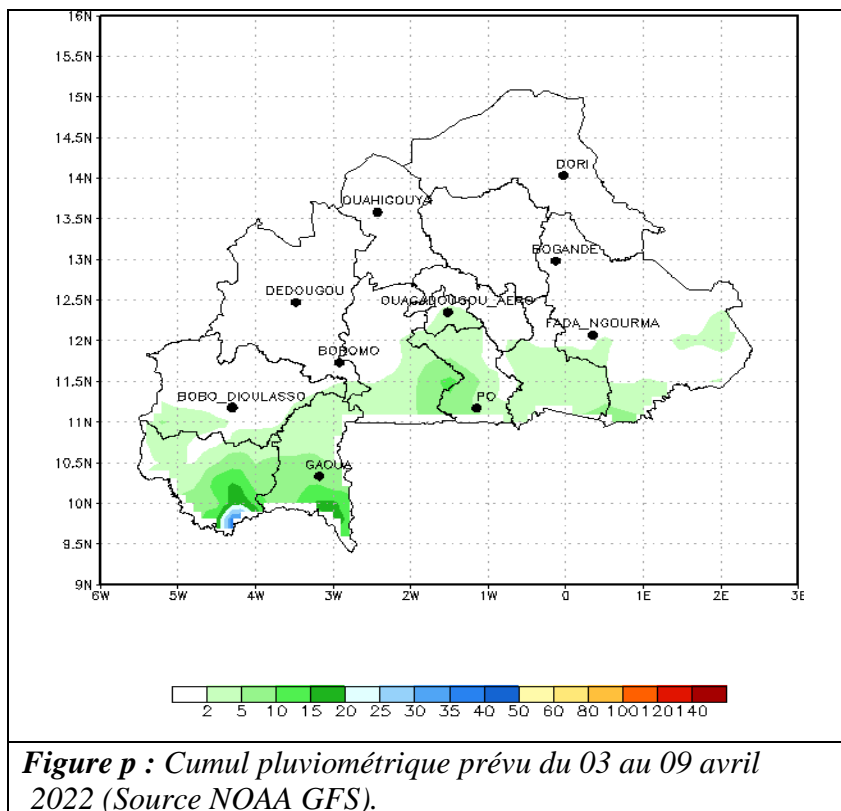 16N
15.5N
15N
14.5N
14N
13.5N
13N
12.5N
12N
11.5N
11N
10.5N
10N
9.5N
9N
DORI
OUAHIGOUYA
BOGANDE
DEDOUGOU
OUAGADOUGOU_AERO
FADA_NGOURMA
BOROMO
BOBO_DIOULASSO
PO
GAOUA
6W 5W 4W 3W 2W 1W 0 1E 2E 3E
2 5 10 15 20 25 30 35 40 50 60 80 100 120 140
Figure p : Cumul pluviométrique prévu du 03 au 09 avril
2022 (Source NOAA GFS).